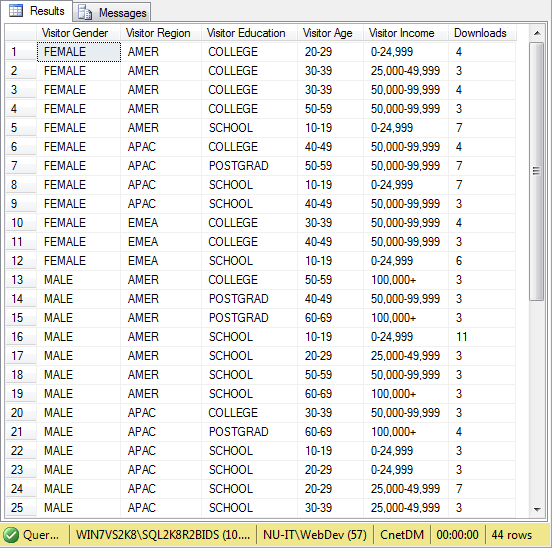 Results Messages
Visitor Gender Visitor Region Visitor Education Visitor Age Visitor Income Downloads
1 FEMALE AMER COLLEGE 20-29 0-24,999 4
2 FEMALE AMER COLLEGE 30-39 25,000-49,999 3
3 FEMALE AMER COLLEGE 30-39 50,000-99,999 4
4 FEMALE AMER COLLEGE 50-59 50,000-99,999 3
5 FEMALE AMER SCHOOL 10-19 0-24,999 7
6 FEMALE APAC COLLEGE 40-49 50,000-99,999 4
7 FEMALE APAC POSTGRAD 50-59 50,000-99,999 7
8 FEMALE APAC SCHOOL 10-19 0-24,999 7
9 FEMALE APAC SCHOOL 40-49 50,000-99,999 3
10 FEMALE EMEA COLLEGE 30-39 50,000-99,999 4
11 FEMALE EMEA COLLEGE 40-49 50,000-99,999 3
12 FEMALE EMEA SCHOOL 10-19 0-24,999 6
13 MALE AMER COLLEGE 50-59 100,000+ 3
14 MALE AMER POSTGRAD 40-49 50,000-99,999 3
15 MALE AMER POSTGRAD 60-69 100,000+ 3
16 MALE AMER SCHOOL 10-19 0-24,999 11
17 MALE AMER SCHOOL 20-29 25,000-49,999 3
18 MALE AMER SCHOOL 50-59 50,000-99,999 3
19 MALE AMER SCHOOL 60-69 100,000+ 3
20 MALE APAC COLLEGE 30-39 50,000-99,999 3
21 MALE APAC POSTGRAD 60-69 100,000+ 4
22 MALE APAC SCHOOL 10-19 0-24,999 3
23 MALE APAC SCHOOL 20-29 0-24,999 3
24 MALE APAC SCHOOL 20-29 25,000-49,999 7
25 MALE APAC SCHOOL 30-39 25,000-49,999 3
Quer... WIN7VS2K8\SQL2K8R2BIDS (10.... NU-IT\WebDev (57) CnetDM 00:00:00 44 rows